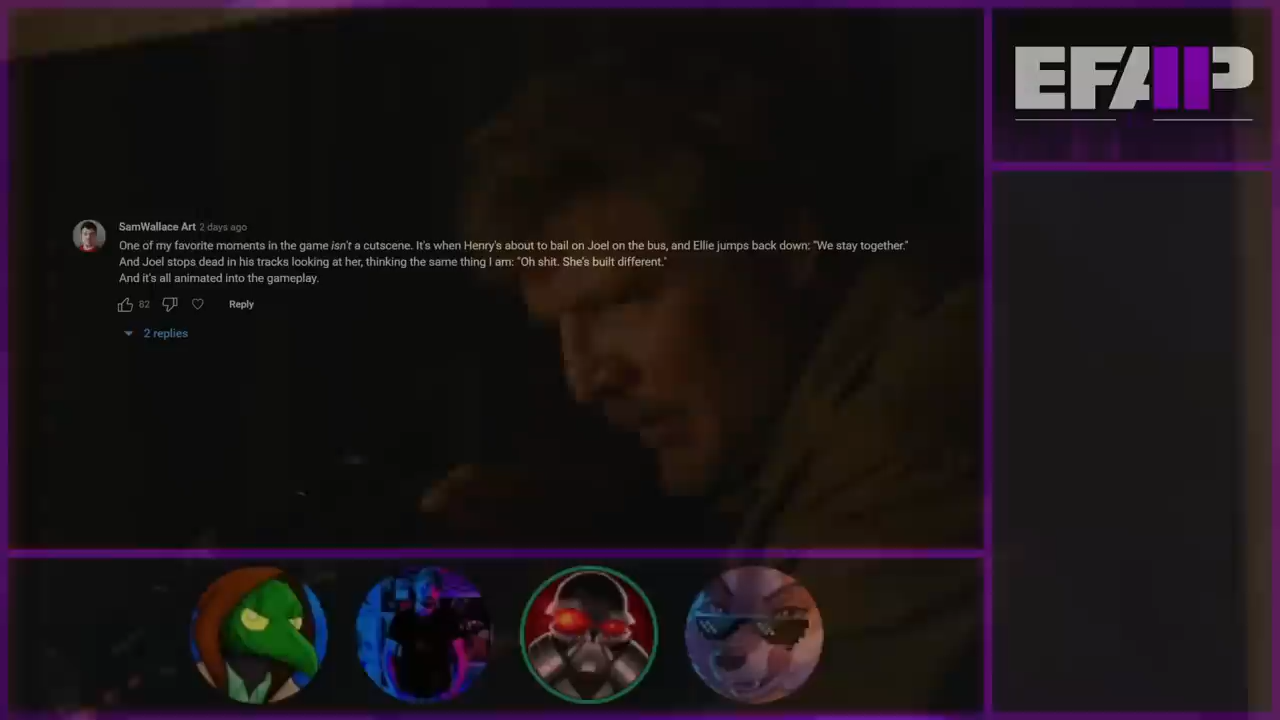 EFAP
SamWallace Art 2 days ago
One of my favorite moments in the game isn't a cutscene. It's when Henry's about to bail on Joel on the bus, and Ellie jumps back down: "We stay together."
And Joel stops dead in his tracks looking at her, thinking the same thing I am: "Oh shit. She's built different."
And it's all animated into the gameplay.
82 Reply
2 replies